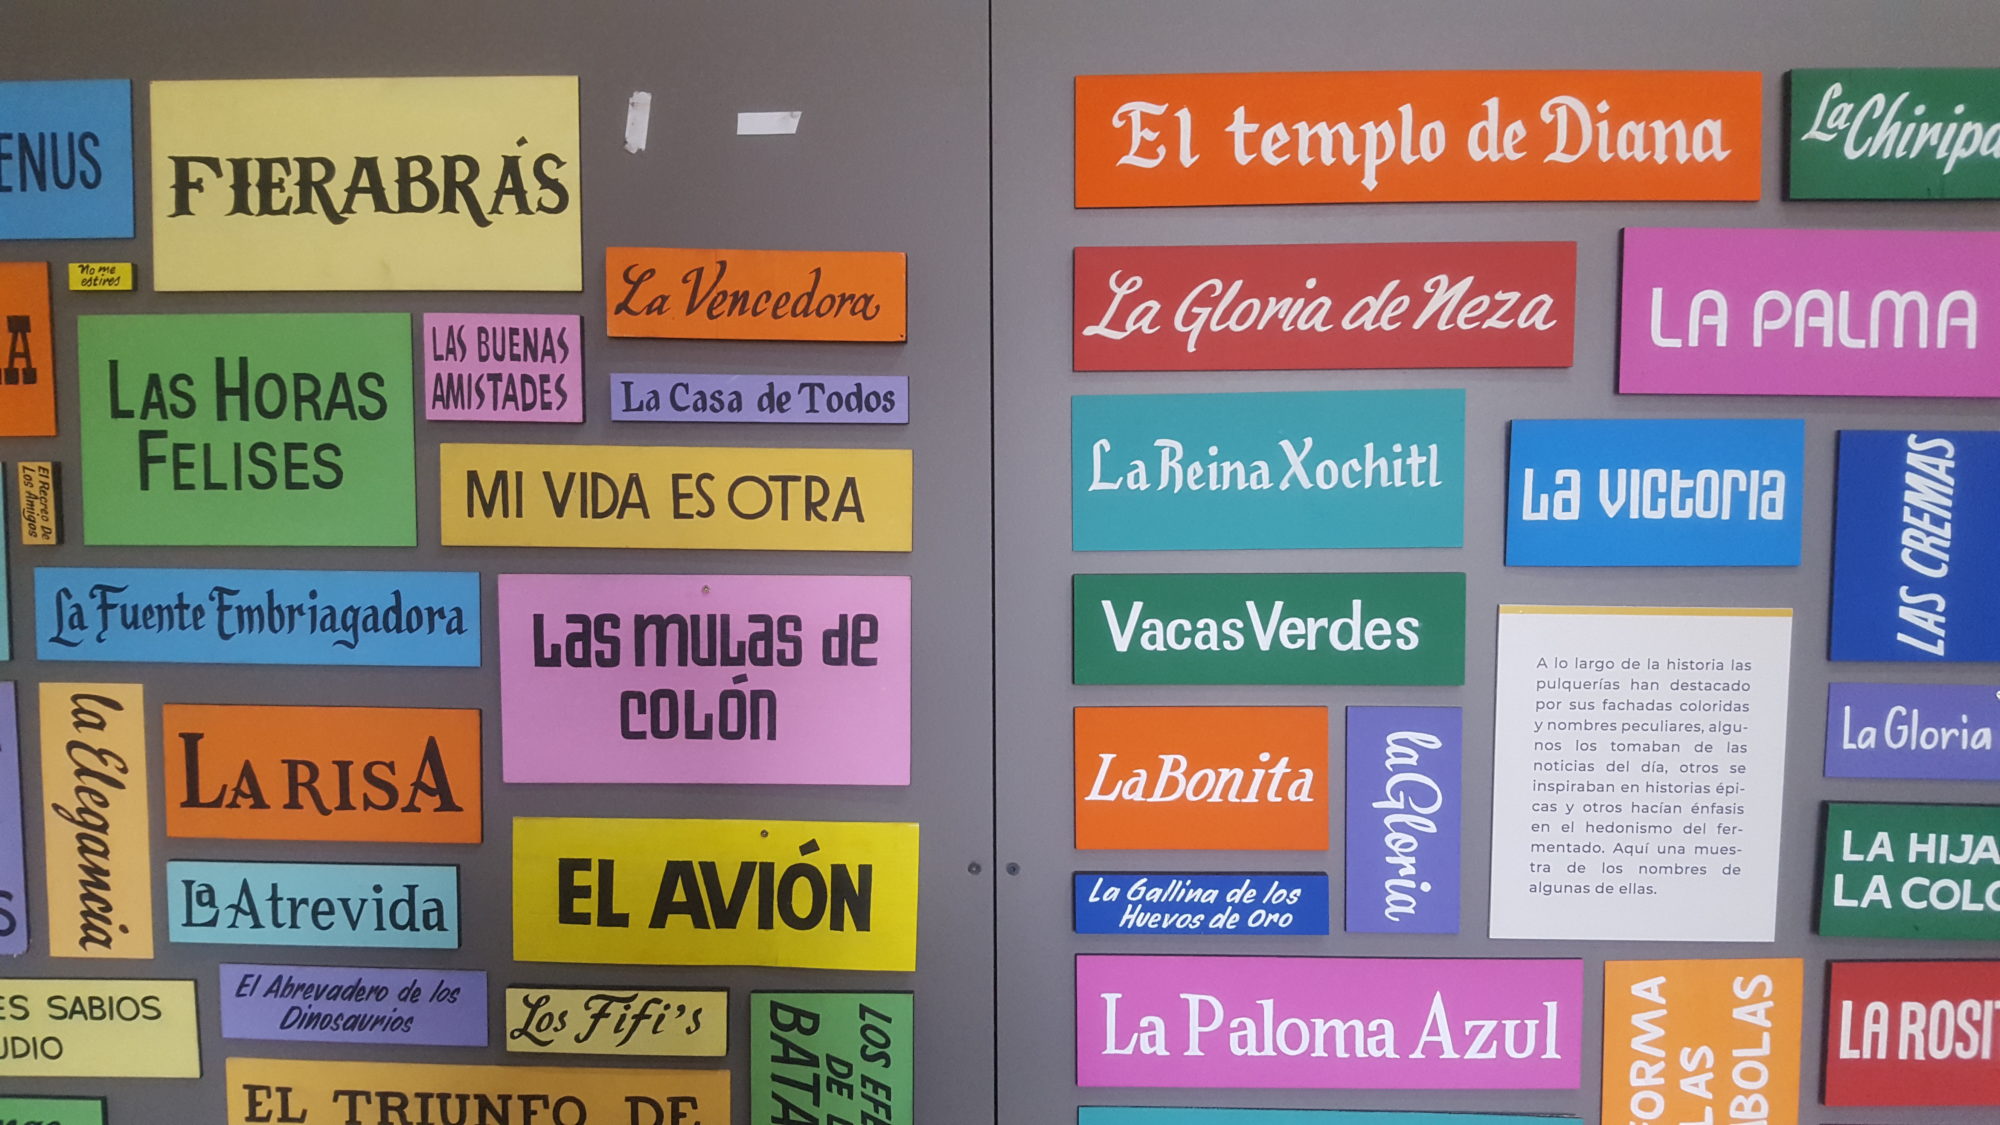 FIERABRÁS
No me
estires
La Vencedora
LAS HORAS
FELISES
LAS BUENAS
AMISTADES
La Casa de Todos
El Recreo De
Los Amigos
MI VIDA ES OTRA
La Fuente Embriagadora
Las mulas de
colón
la Elegancia
LA RISA
La Atrevida
EL AVIÓN
SABIOS
El Abrevadero de los
Dinosaurios
Los Fifi's
LOS
DE
EL TRIUNFO DE
El templo de Diana
La Chiripa
La Gloria de Neza
LA PALMA
La Reina Xochitl
La Victoria
LAS CREMAS
Vacas Verdes
A lo largo de la historia las
pulquerías han destacado
por sus fachadas coloridas
y nombres peculiares, algu-
nos los tomaban de las
noticias del día, otros se
inspiraban en historias épi-
cas y otros hacían énfasis
en el hedonismo del fer-
mentado. Aquí una mues-
tra de los nombres de
algunas de ellas.
La Bonita
la Gloria
La Gloria
La Gallina de los
Huevos de Oro
LA HIJA
LA
La Paloma Azul
LAS
LA